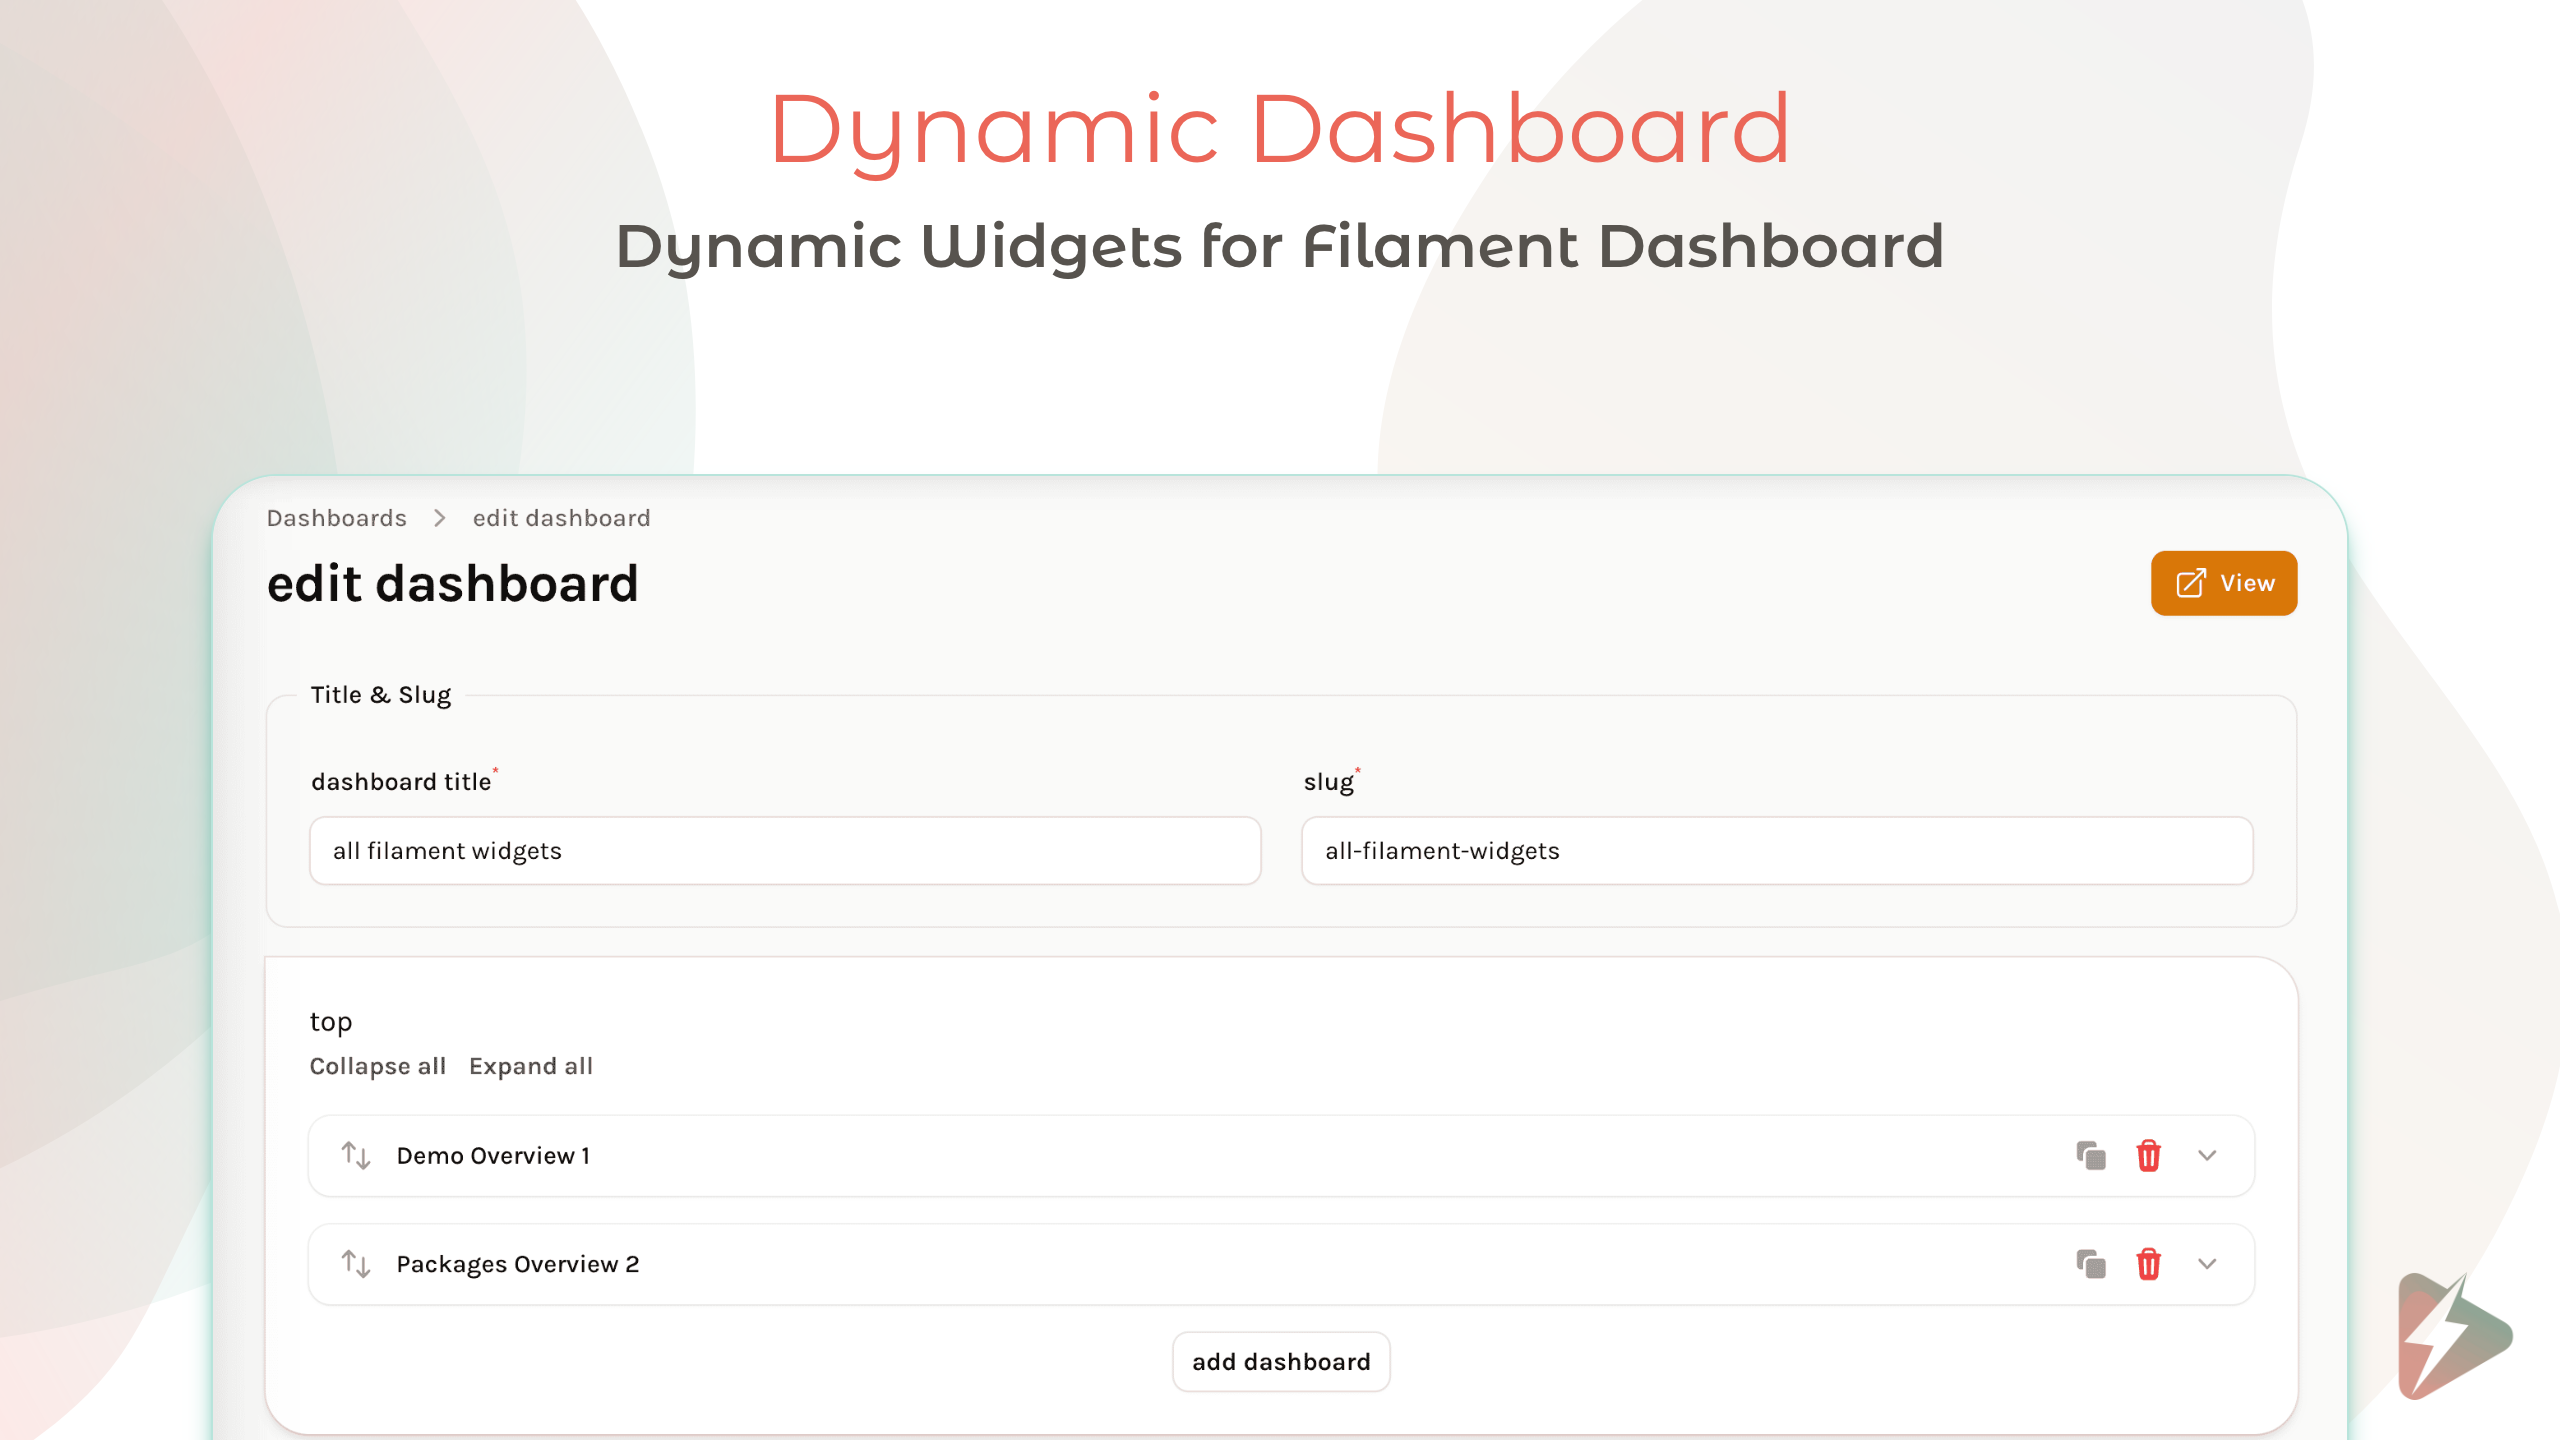 Dynamic Dashboard
Dynamic Widgets for Filament Dashboard
Dashboards > edit dashboard
edit dashboard
View
Title & Slug
dashboard title* slug*
all filament widgets all-filament-widgets
top
Collapse all Expand all
Demo Overview 1
Packages Overview 2
add dashboard